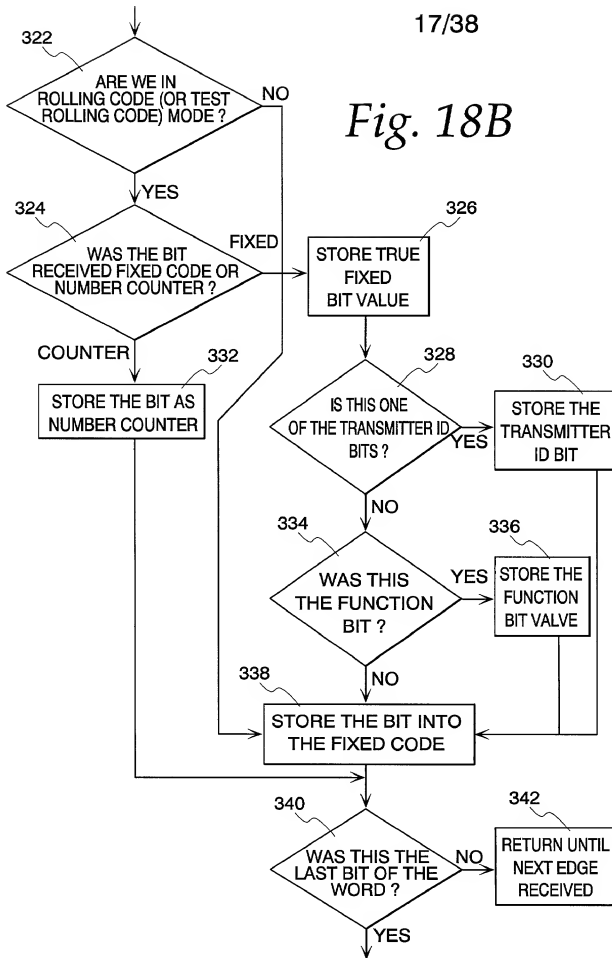 17/38
Fig. 18B
322
ARE WE IN
ROLLING CODE (OR TEST
ROLLING CODE) MODE ?
NO
YES
324
WAS THE BIT
RECEIVED FIXED CODE OR
NUMBER COUNTER ?
FIXED
326
STORE TRUE
FIXED
BIT VALUE
COUNTER
332
STORE THE BIT AS
NUMBER COUNTER
328
IS THIS ONE
OF THE TRANSMITTER ID
BITS ?
YES
330
STORE THE
TRANSMITTER
ID BIT
NO
334
WAS THIS
THE FUNCTION
BIT ?
YES
336
STORE THE
FUNCTION
BIT VALVE
NO
338
STORE THE BIT INTO
THE FIXED CODE
340
WAS THIS THE
LAST BIT OF THE
WORD ?
NO
342
RETURN UNTIL
NEXT EDGE
RECEIVED
YES